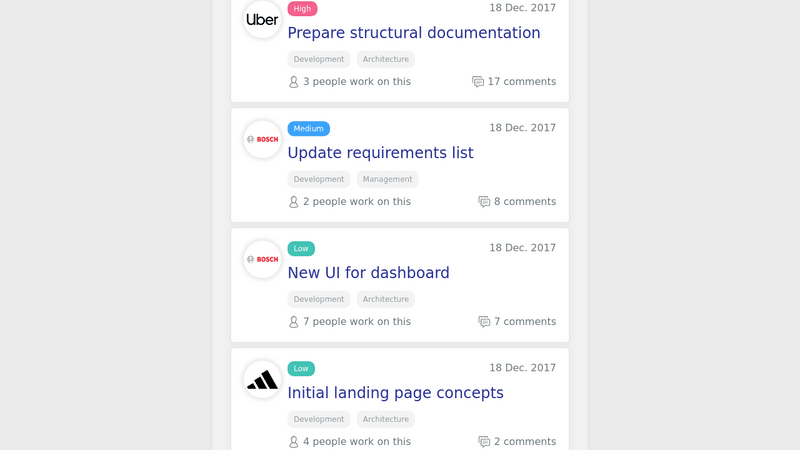 Uber
High
18 Dec. 2017
Prepare structural documentation
Development Architecture
3 people work on this
17 comments
BOSCH
Medium
18 Dec. 2017
Update requirements list
Development Management
2 people work on this
8 comments
BOSCH
Low
18 Dec. 2017
New UI for dashboard
Development Architecture
7 people work on this
7 comments
Low
18 Dec. 2017
Initial landing page concepts
Development Architecture
4 people work on this
2 comments